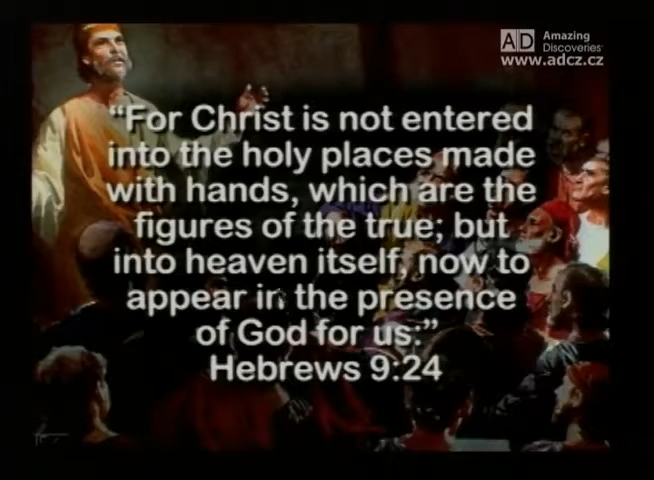 AD Amazing
Discoveries
www.adcz.cz
“For Christ is not entered
into the holy places made
with hands, which are the
figures of the true; but
into heaven itself, now to
appear in the presence
of God for us:”
Hebrews 9:24